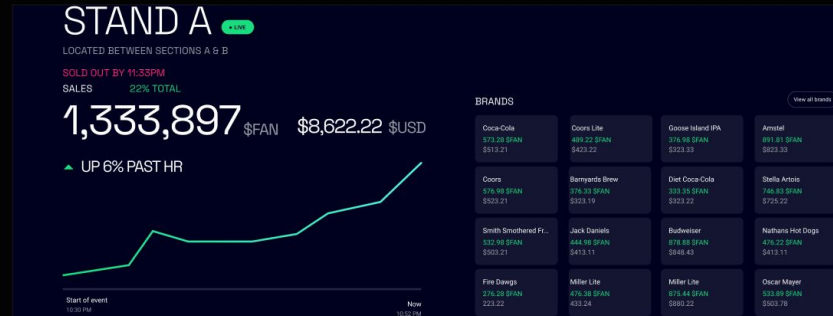 STAND A
• LIVE
LOCATED BETWEEN SECTIONS A & B
SOLD OUT BY 11:33PM
SALES 22% TOTAL
1,333,897 $FAN $8,622.22 $USD
UP 6% PAST HR
Start of event
10:30 PM
Now
10:52 PM
BRANDS
View all brands
Coca-Cola
573.28 $FAN
$513.21
Coors Lite
489.22 $FAN
$423.22
Goose Island IPA
376.98 $FAN
$323.33
Amstel
891.81 $FAN
$823.33
Coors
576.98 $FAN
$523.21
Barnyards Brew
376.33 $FAN
$323.19
Diet Coca-Cola
333.35 $FAN
$323.22
Stella Artois
746.83 $FAN
$725.22
Smith Smothered Fr...
532.98 $FAN
$503.21
Jack Daniels
444.98 $FAN
$413.11
Budweiser
878.88 $FAN
$848.43
Nathans Hot Dogs
476.22 $FAN
$413.11
Fire Dawgs
276.28 $FAN
223.22
Miller Lite
476.38 $FAN
433.24
Miller Lite
875.44 $FAN
$880.22
Oscar Mayer
533.89 $FAN
$503.78